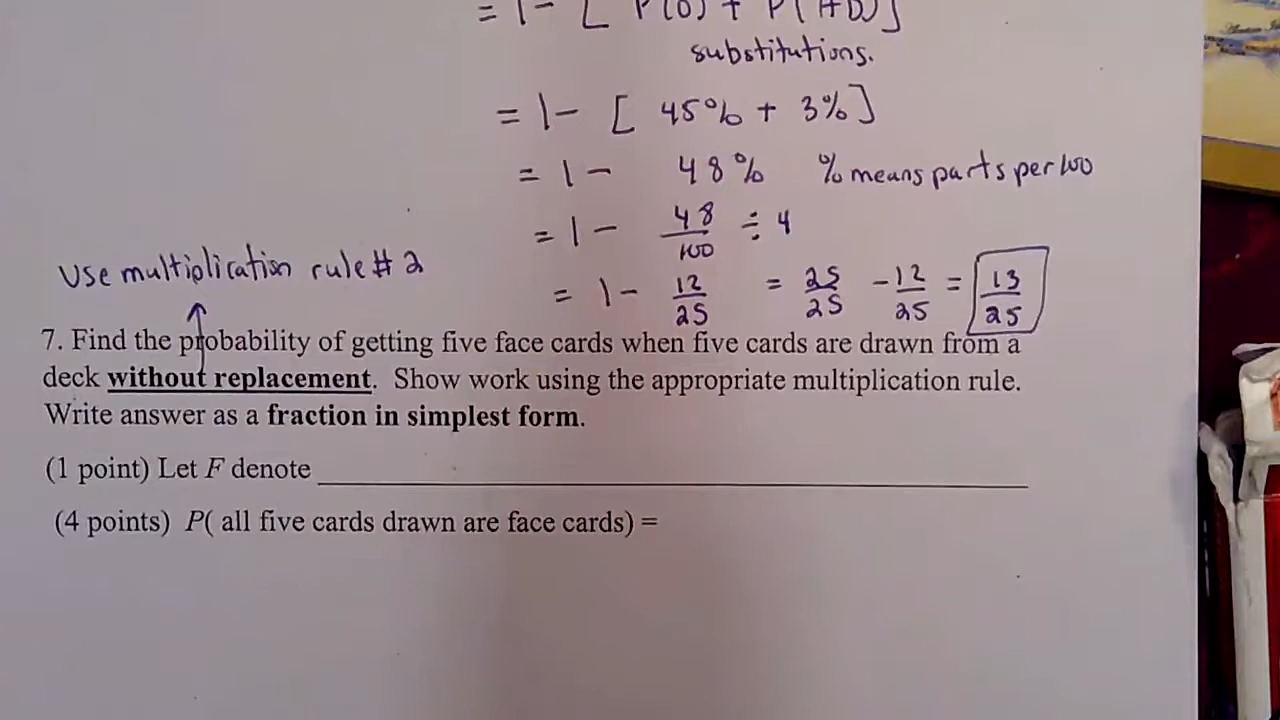 = 1 - [ P(O) + P(AB)]
substitutions.
= 1 - [ 45% + 3%]
= 1 - 48% % means parts per 100
= 1 - 48/100 ÷ 4
Use multiplication rule # 2
= 1 - 12/25 = 25/25 - 12/25 = 13/25
7. Find the probability of getting five face cards when five cards are drawn from a
deck without replacement. Show work using the appropriate multiplication rule.
Write answer as a fraction in simplest form.
(1 point) Let F denote
(4 points) P( all five cards drawn are face cards) =